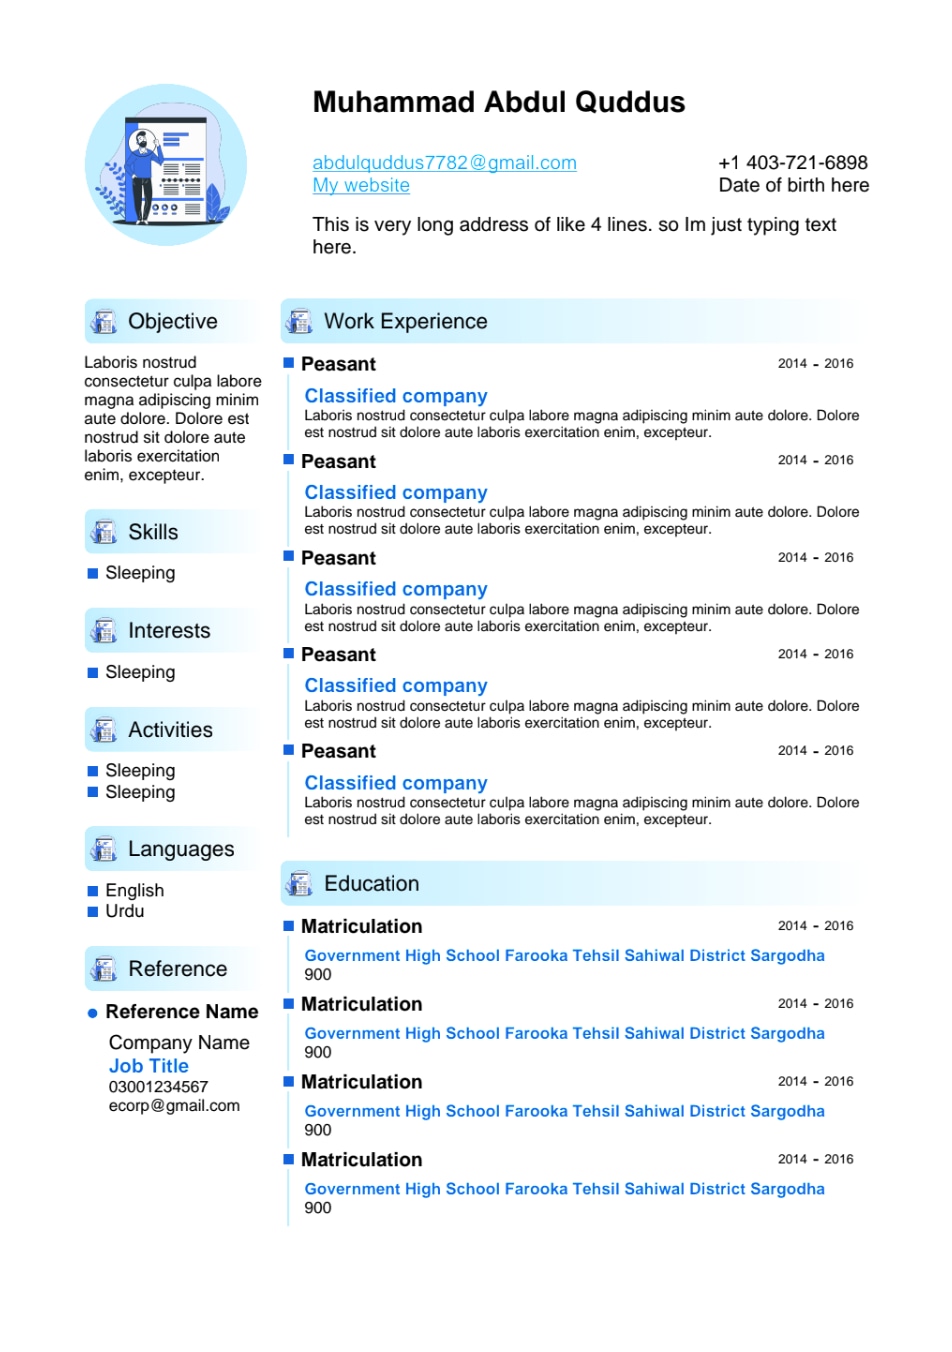 Muhammad Abdul Quddus
abdulquddus7782@gmail.com
+1 403-721-6898
My website
Date of birth here
This is very long address of like 4 lines. so Im just typing text
here.
Objective
Laboris nostrud
consectetur culpa labore
magna adipiscing minim
aute dolore. Dolore est
nostrud sit dolore aute
laboris exercitation
enim, excepteur.
Skills
Sleeping
Interests
Sleeping
Activities
Sleeping
Sleeping
Languages
English
Urdu
Reference
Reference Name
Company Name
Job Title
03001234567
ecorp@gmail.com
Work Experience
Peasant 2014 - 2016
Classified company
Laboris nostrud consectetur culpa labore magna adipiscing minim aute dolore. Dolore
est nostrud sit dolore aute laboris exercitation enim, excepteur.
Peasant 2014 - 2016
Classified company
Laboris nostrud consectetur culpa labore magna adipiscing minim aute dolore. Dolore
est nostrud sit dolore aute laboris exercitation enim, excepteur.
Peasant 2014 - 2016
Classified company
Laboris nostrud consectetur culpa labore magna adipiscing minim aute dolore. Dolore
est nostrud sit dolore aute laboris exercitation enim, excepteur.
Peasant 2014 - 2016
Classified company
Laboris nostrud consectetur culpa labore magna adipiscing minim aute dolore. Dolore
est nostrud sit dolore aute laboris exercitation enim, excepteur.
Peasant 2014 - 2016
Classified company
Laboris nostrud consectetur culpa labore magna adipiscing minim aute dolore. Dolore
est nostrud sit dolore aute laboris exercitation enim, excepteur.
Education
Matriculation 2014 - 2016
Government High School Farooka Tehsil Sahiwal District Sargodha
900
Matriculation 2014 - 2016
Government High School Farooka Tehsil Sahiwal District Sargodha
900
Matriculation 2014 - 2016
Government High School Farooka Tehsil Sahiwal District Sargodha
900
Matriculation 2014 - 2016
Government High School Farooka Tehsil Sahiwal District Sargodha
900